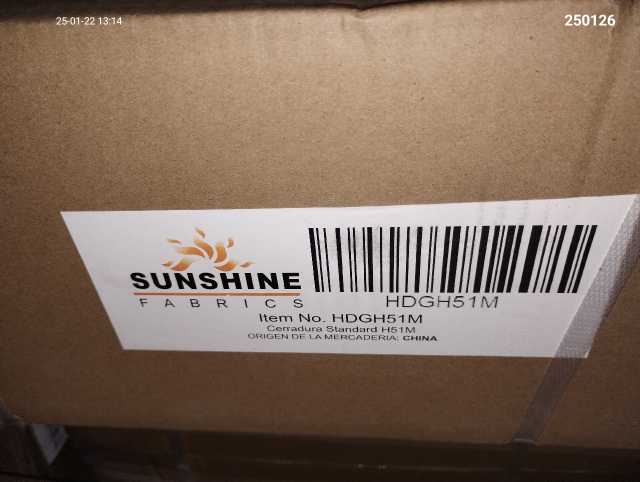 25-01-22 13:14
250126
SUNSHINE
FABRICS
HDGH51M
Item No. HDGH51M
Cerradura Standard H51M
ORIGEN DE LA MERCADERIA: CHINA